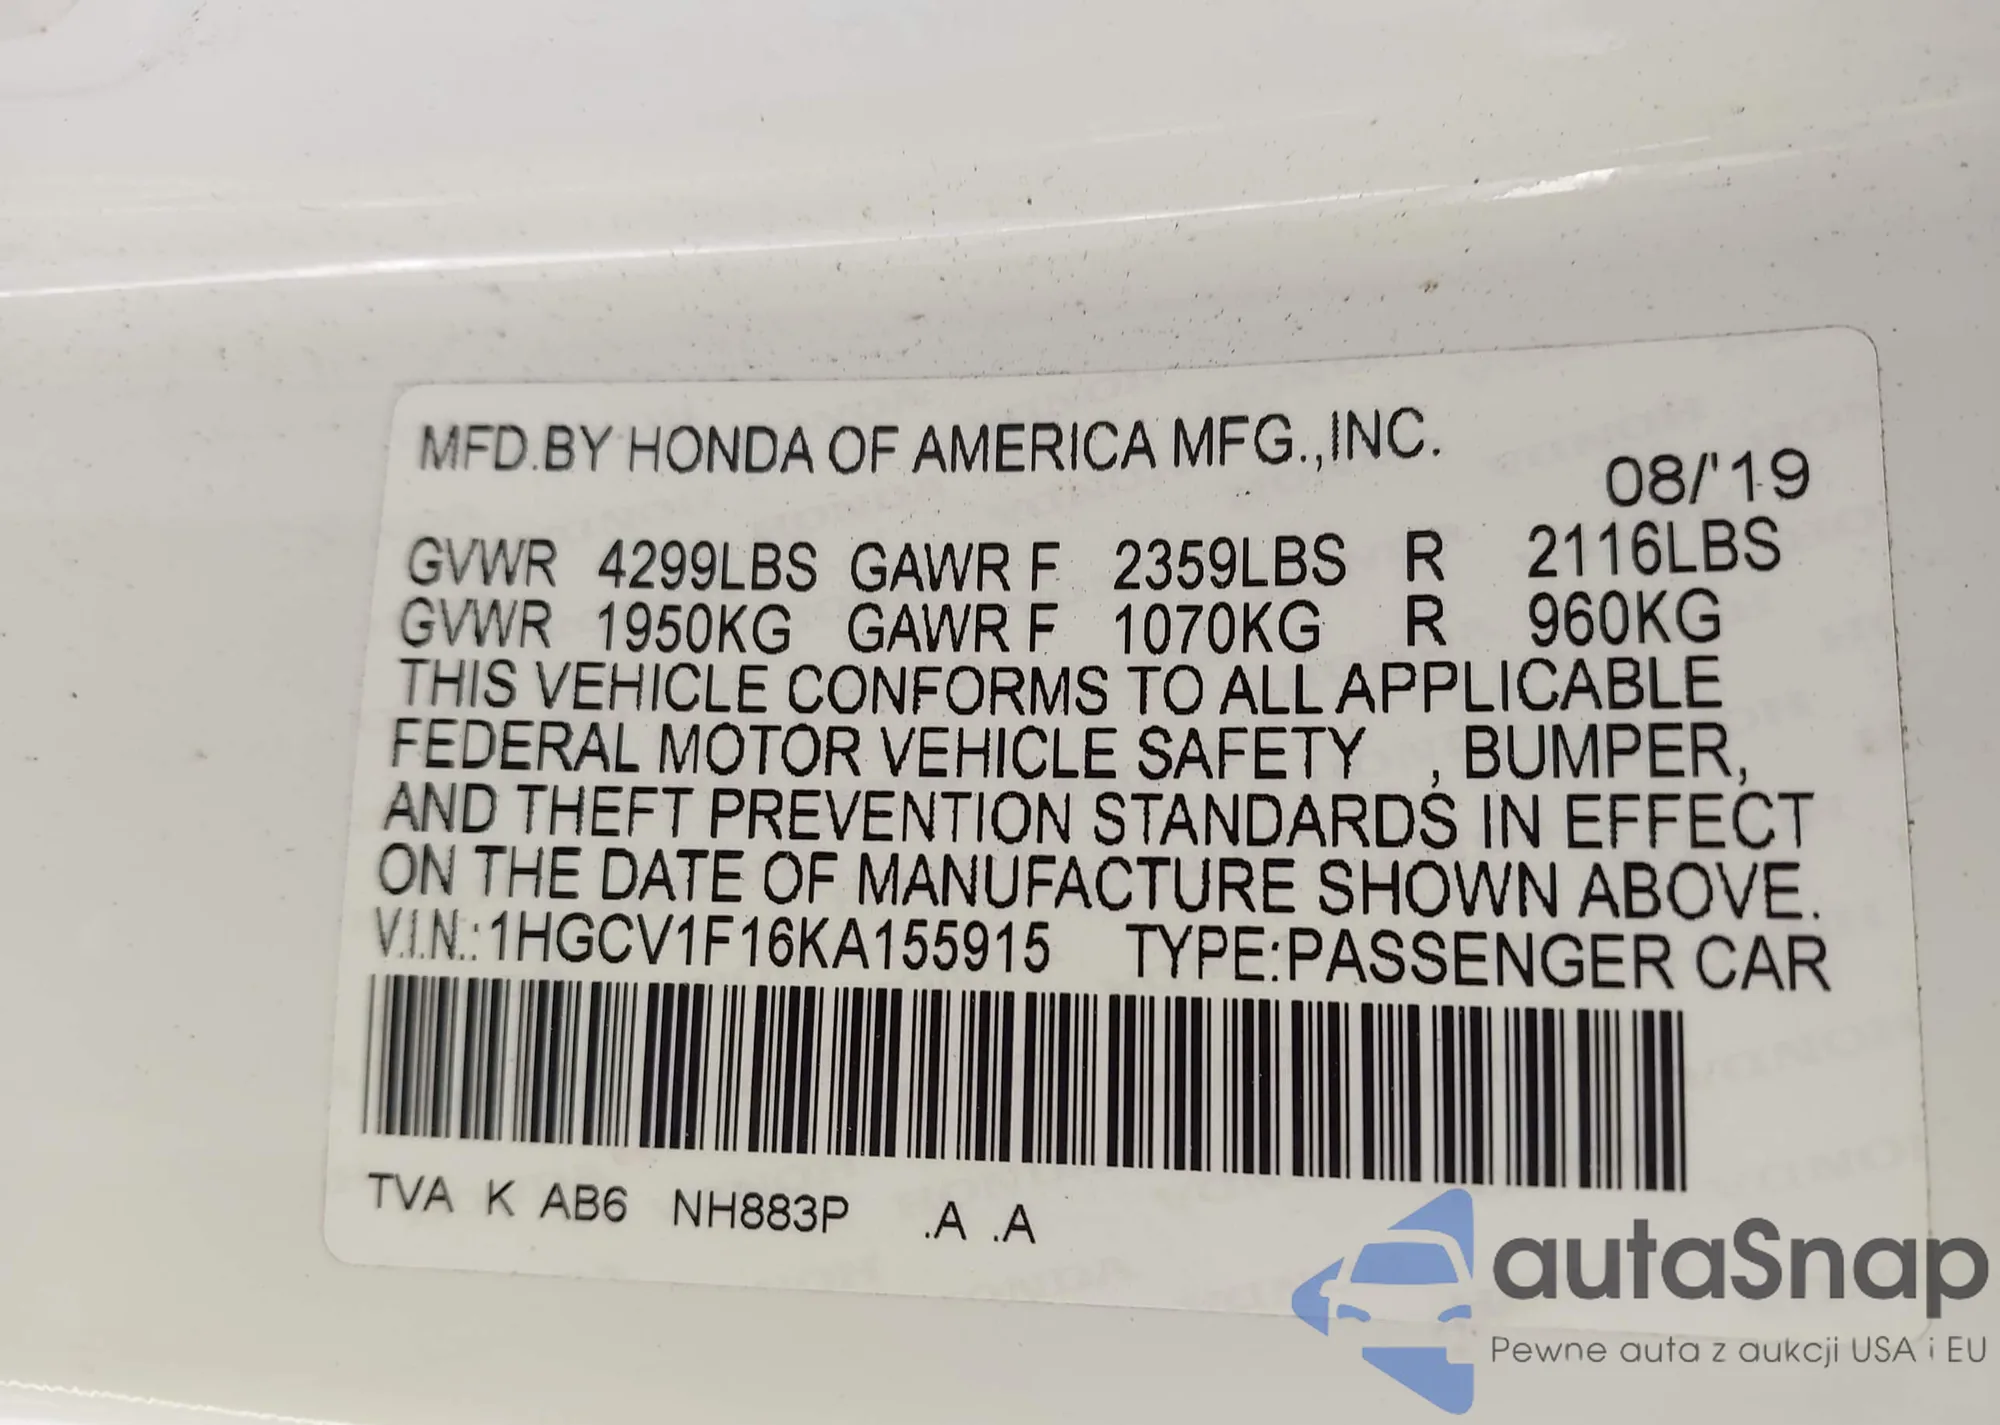 MFD.BY HONDA OF AMERICA MFG.,INC.
08/'19
GVWR 4299LBS GAWR F 2359LBS R 2116LBS
GVWR 1950KG GAWR F 1070KG R 960KG
THIS VEHICLE CONFORMS TO ALL APPLICABLE
FEDERAL MOTOR VEHICLE SAFETY , BUMPER,
AND THEFT PREVENTION STANDARDS IN EFFECT
ON THE DATE OF MANUFACTURE SHOWN ABOVE.
V.I.N.:1HGCV1F16KA155915 TYPE:PASSENGER CAR
TVA K AB6 NH883P .A .A
autaSnap
Pewne auta z aukcji USA i EU